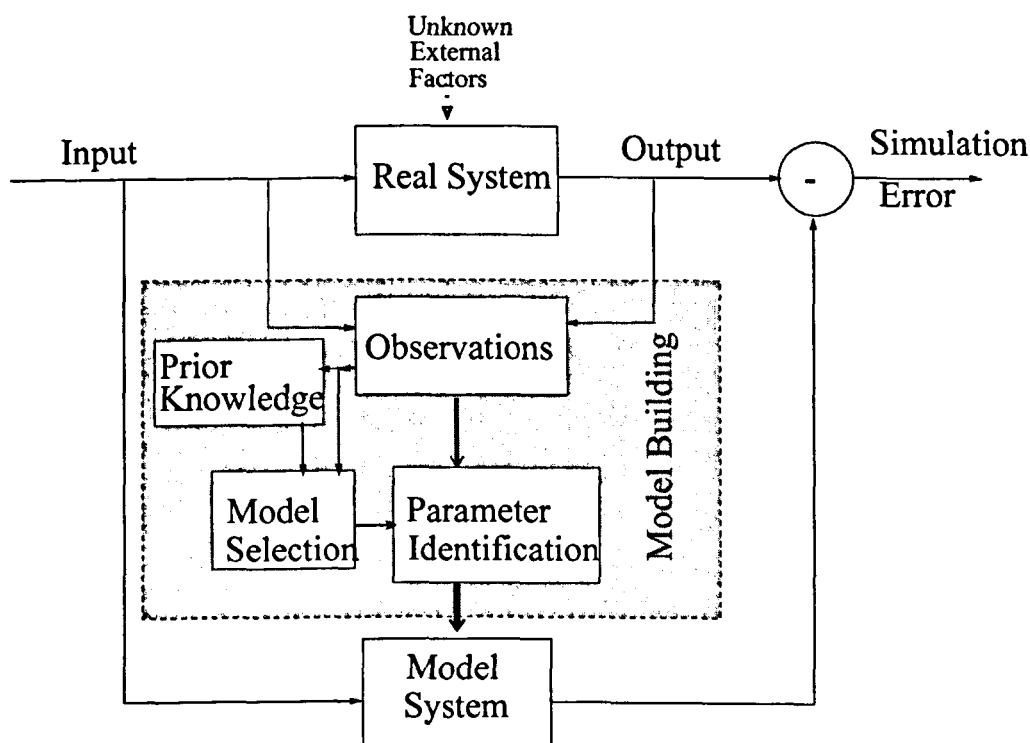 Unknown
External
Factors
Input
Real System
Output
-
Simulation
Error
Observations
Prior
Knowledge
Model Building
Model
Selection
Parameter
Identification
Model
System